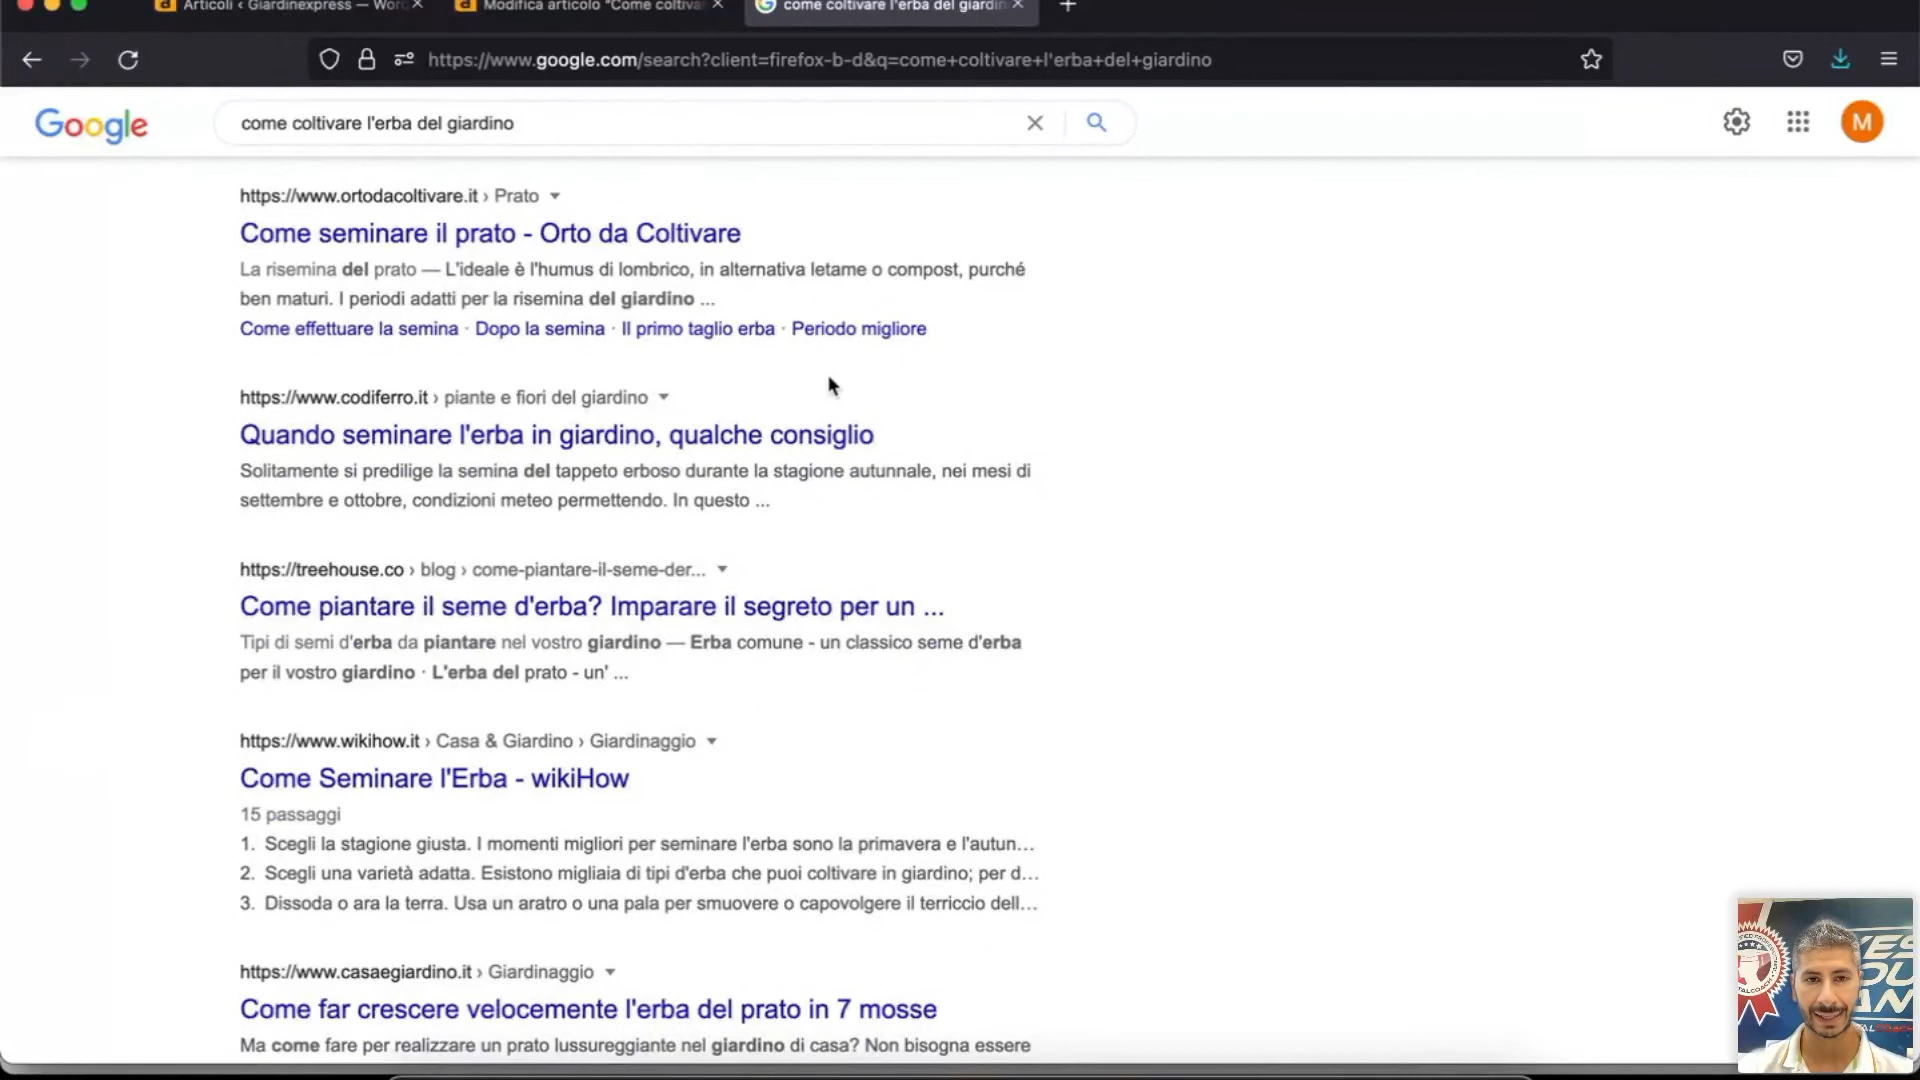 Articoli ‹ Giardinexpress — Wor
Modifica articolo "Come coltiva
come coltivare l'erba del giardin
https://www.google.com/search?client=firefox-b-d&q=come+coltivare+l'erba+del+giardino
Google
come coltivare l'erba del giardino
M
https://www.ortodacoltivare.it › Prato
Come seminare il prato - Orto da Coltivare
La risemina del prato — L'ideale è l'humus di lombrico, in alternativa letame o compost, purché
ben maturi. I periodi adatti per la risemina del giardino ...
Come effettuare la semina · Dopo la semina · Il primo taglio erba · Periodo migliore
https://www.codiferro.it › piante e fiori del giardino
Quando seminare l'erba in giardino, qualche consiglio
Solitamente si predilige la semina del tappeto erboso durante la stagione autunnale, nei mesi di
settembre e ottobre, condizioni meteo permettendo. In questo ...
https://treehouse.co › blog › come-piantare-il-seme-der...
Come piantare il seme d'erba? Imparare il segreto per un ...
Tipi di semi d'erba da piantare nel vostro giardino — Erba comune - un classico seme d'erba
per il vostro giardino · L'erba del prato - un' ...
https://www.wikihow.it › Casa & Giardino › Giardinaggio
Come Seminare l'Erba - wikiHow
15 passaggi
1. Scegli la stagione giusta. I momenti migliori per seminare l'erba sono la primavera e l'autun...
2. Scegli una varietà adatta. Esistono migliaia di tipi d'erba che puoi coltivare in giardino; per d...
3. Dissoda o ara la terra. Usa un aratro o una pala per smuovere o capovolgere il terriccio dell...
https://www.casaegiardino.it › Giardinaggio
Come far crescere velocemente l'erba del prato in 7 mosse
Ma come fare per realizzare un prato lussureggiante nel giardino di casa? Non bisogna essere